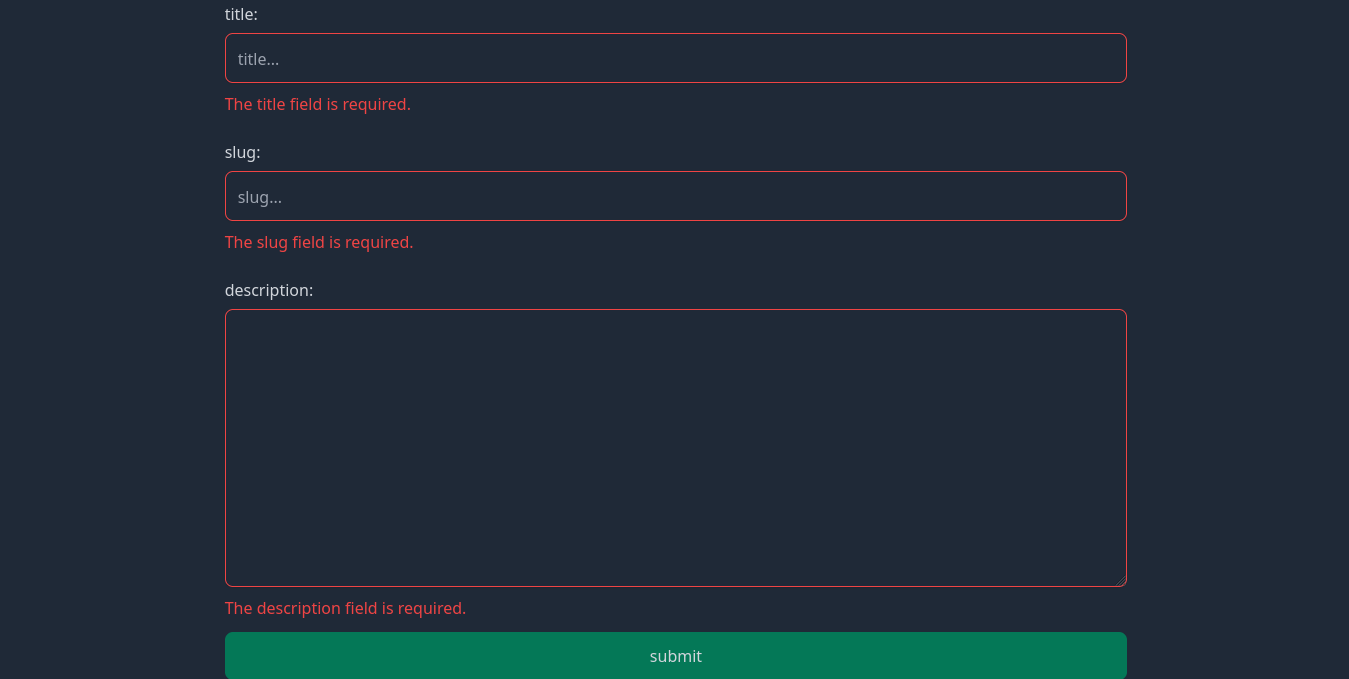 title:
title...
The title field is required.
slug:
slug...
The slug field is required.
description:
The description field is required.
submit